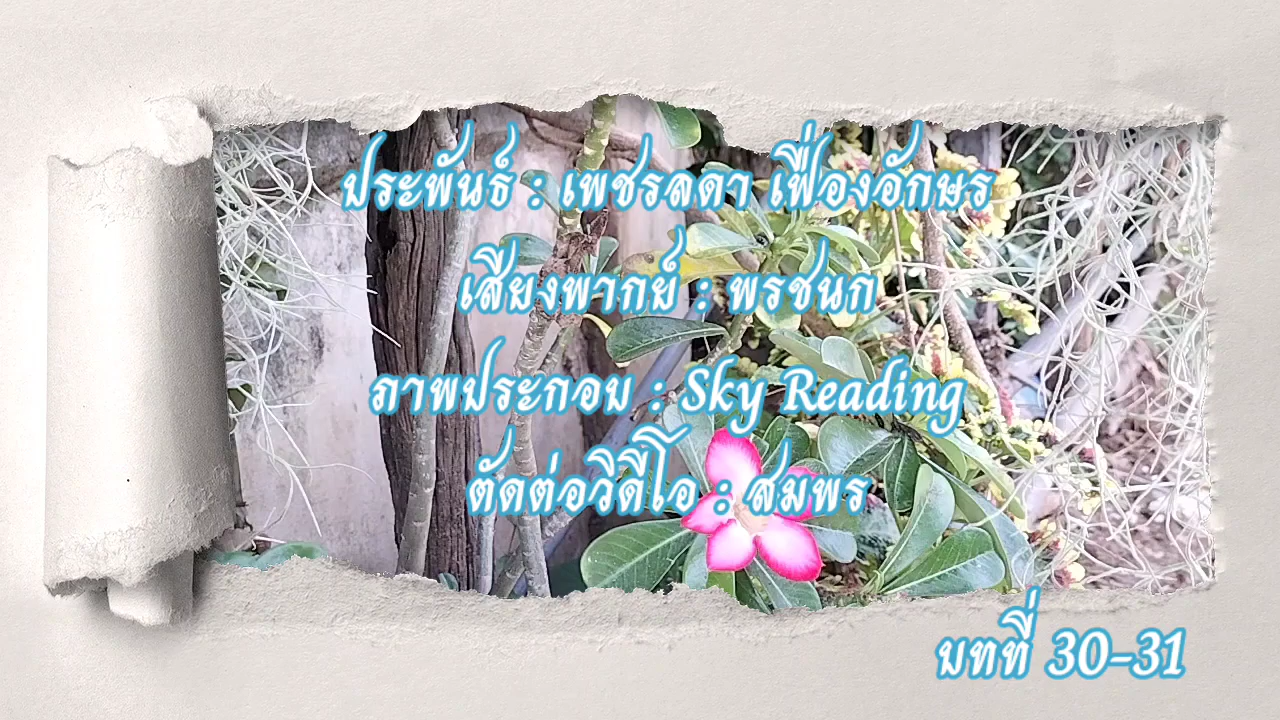 ประพันธ์ : เพชรลดา เฟื่องอักษร
เสียงพากย์ : พรชนก
ภาพประกอบ : Sky Reading
ตัดต่อวิดีโอ : สมพร
บทที่ 30-31